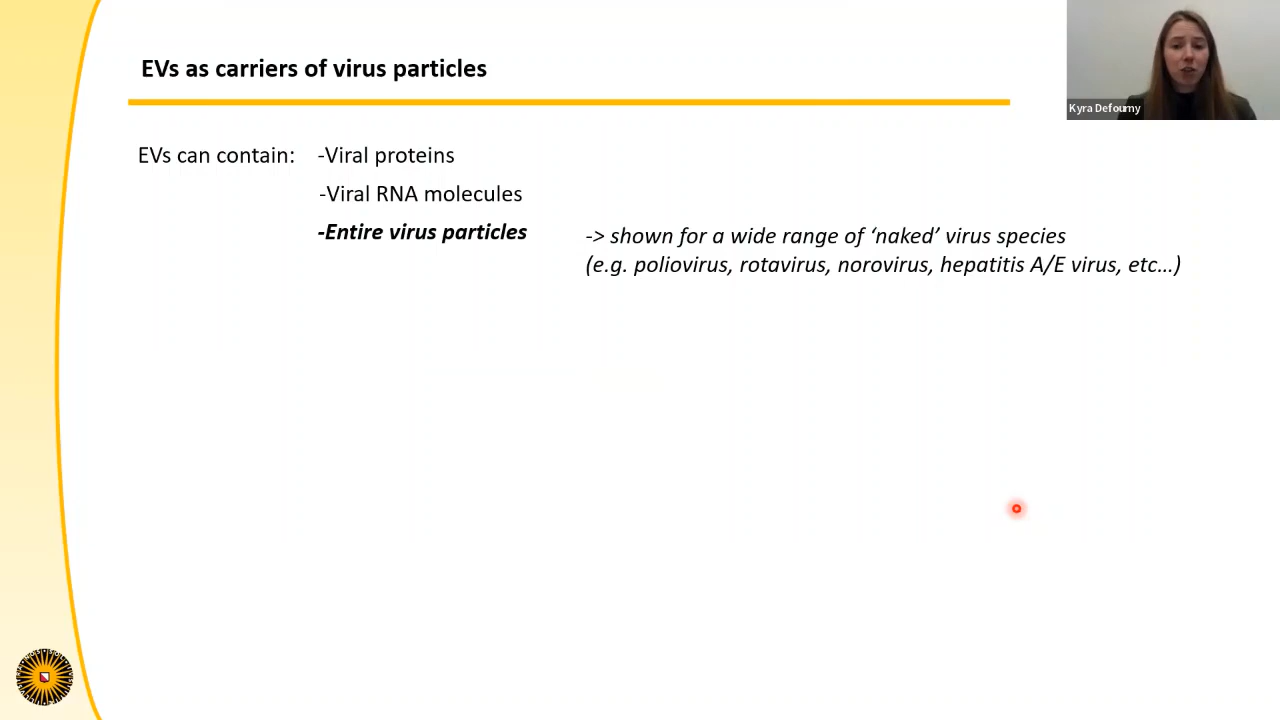 EVs as carriers of virus particles
Kyra Defourny
EVs can contain: -Viral proteins
-Viral RNA molecules
-Entire virus particles
-> shown for a wide range of ‘naked’ virus species
(e.g. poliovirus, rotavirus, norovirus, hepatitis A/E virus, etc…)